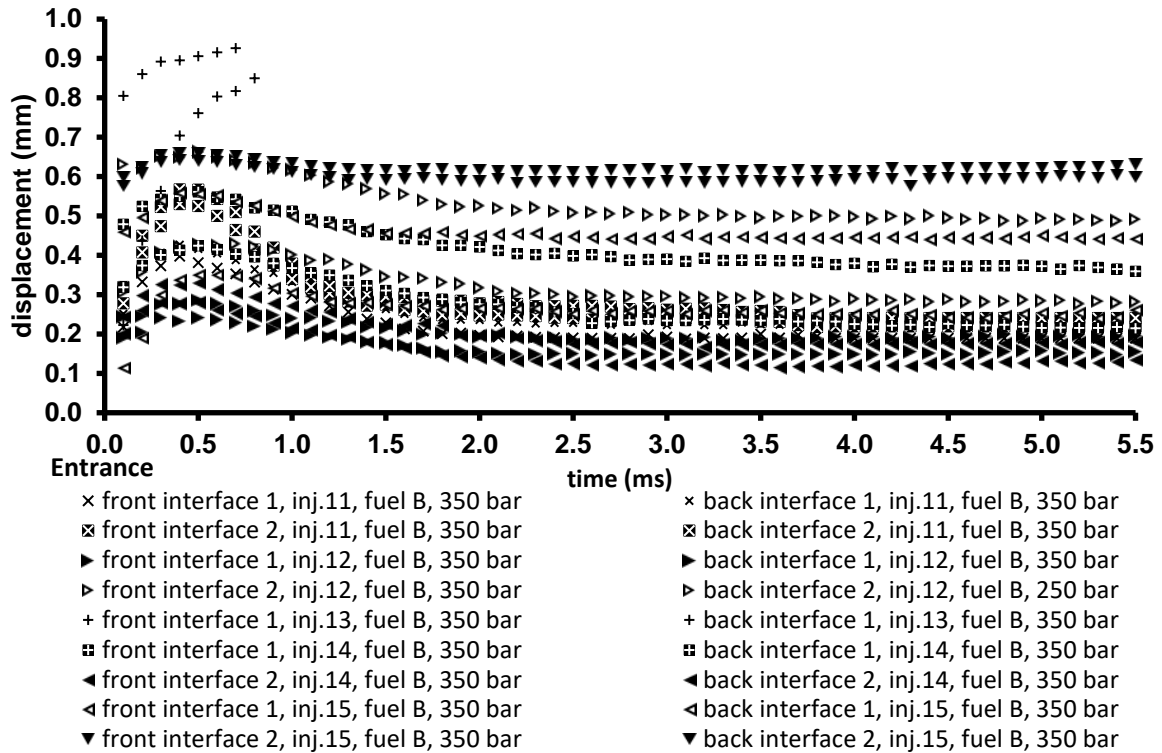 1.0
0.9
0.8
0.7
0.6
0.5
0.4
0.3
0.2
0.1
0.0
displacement (mm)
0.0 0.5 1.0 1.5 2.0 2.5 3.0 3.5 4.0 4.5 5.0 5.5
Entrance
time (ms)
front interface 1, inj.11, fuel B, 350 bar
back interface 1, inj.11, fuel B, 350 bar
front interface 2, inj.11, fuel B, 350 bar
back interface 2, inj.11, fuel B, 350 bar
front interface 1, inj.12, fuel B, 350 bar
back interface 1, inj.12, fuel B, 350 bar
front interface 2, inj.12, fuel B, 350 bar
back interface 2, inj.12, fuel B, 250 bar
front interface 1, inj.13, fuel B, 350 bar
back interface 1, inj.13, fuel B, 350 bar
front interface 1, inj.14, fuel B, 350 bar
back interface 1, inj.14, fuel B, 350 bar
front interface 2, inj.14, fuel B, 350 bar
back interface 2, inj.14, fuel B, 350 bar
front interface 1, inj.15, fuel B, 350 bar
back interface 1, inj.15, fuel B, 350 bar
front interface 2, inj.15, fuel B, 350 bar
back interface 2, inj.15, fuel B, 350 bar